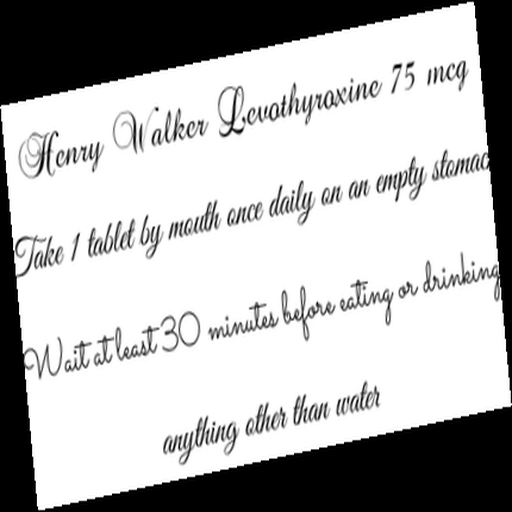 Henry Walker Levothyroxine 75 mcg
Take 1 tablet by mouth once daily on an empty stomac
Wait at least 30 minutes before eating or drinking
anything other than water